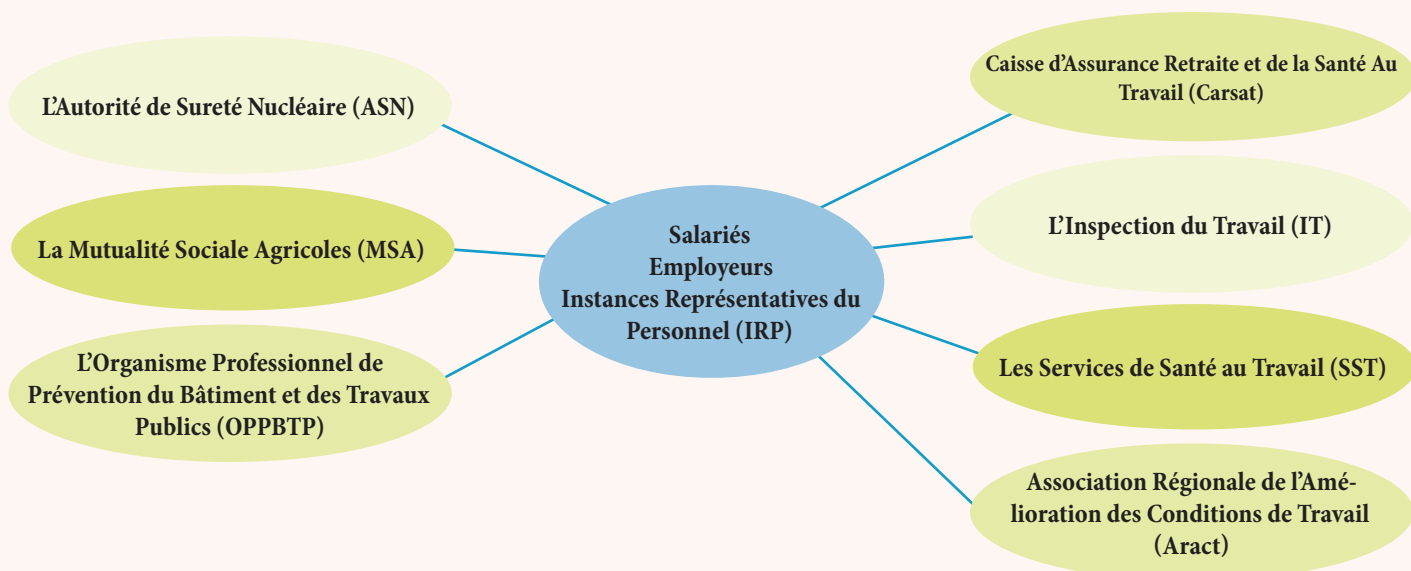 L'Autorité de Sureté Nucléaire (ASN)
La Mutualité Sociale Agricoles (MSA)
L'Organisme Professionnel de
Prévention du Bâtiment et des Travaux
Publics (OPPBTP)
Salariés
Employeurs
Instances Représentatives du
Personnel (IRP)
Caisse d'Assurance Retraite et de la Santé Au
Travail (Carsat)
L'Inspection du Travail (IT)
Les Services de Santé au Travail (SST)
Association Régionale de l'Amé-
lioration des Conditions de Travail
(Aract)